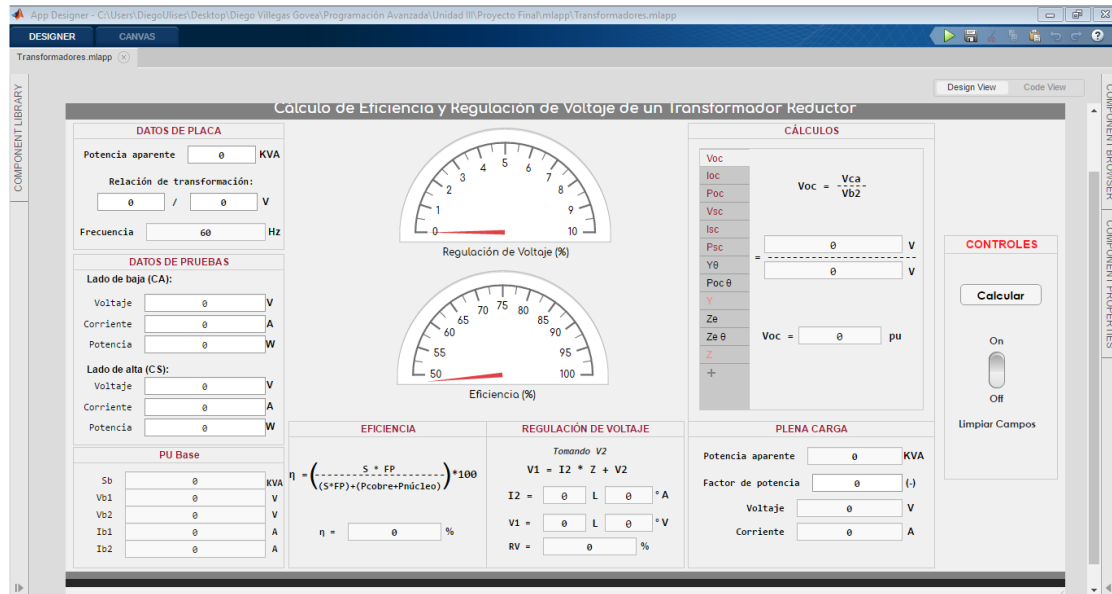 App Designer - C:\Users\DiegoUlises\Desktop\Diego Villegas Govea\Programación Avanzada\Unidad III\Proyecto Final\mlapp\Transformadores.mlapp
DESIGNER CANVAS
Transformadores.mlapp
Design View Code View
COMPONENT LIBRARY
COMPONENT BROWSER
COMPONENT PROPERTIES
Cálculo de Eficiencia y Regulación de Voltaje de un Transformador Reductor
DATOS DE PLACA
Potencia aparente 0 KVA
Relación de transformación:
0 / 0 V
Frecuencia 60 Hz
DATOS DE PRUEBAS
Lado de baja (CA):
Voltaje 0 V
Corriente 0 A
Potencia 0 W
Lado de alta (CS):
Voltaje 0 V
Corriente 0 A
Potencia 0 W
PU Base
Sb 0 KVA
Vb1 0 V
Vb2 0 V
Ib1 0 A
Ib2 0 A
0 1 2 3 4 5 6 7 8 9 10
Regulación de Voltaje (%)
50 55 60 65 70 75 80 85 90 95 100
Eficiencia (%)
EFICIENCIA
S * FP
η = (----------------------)*100
(S*FP)+(Pcobre+Pnúcleo)
η = 0 %
REGULACIÓN DE VOLTAJE
Tomando V2
V1 = I2 * Z + V2
I2 = 0 L 0 ° A
V1 = 0 L 0 ° V
RV = 0 %
CÁLCULOS
Voc
Ioc
Poc
Vsc
Isc
Psc
Yθ
Poc θ
Y
Ze
Ze θ
Z
+
Vca
Voc = -----
Vb2
0 V
= --------------------
0 V
Voc = 0 pu
PLENA CARGA
Potencia aparente 0 KVA
Factor de potencia 0 (-)
Voltaje 0 V
Corriente 0 A
CONTROLES
Calcular
On
Off
Limpiar Campos